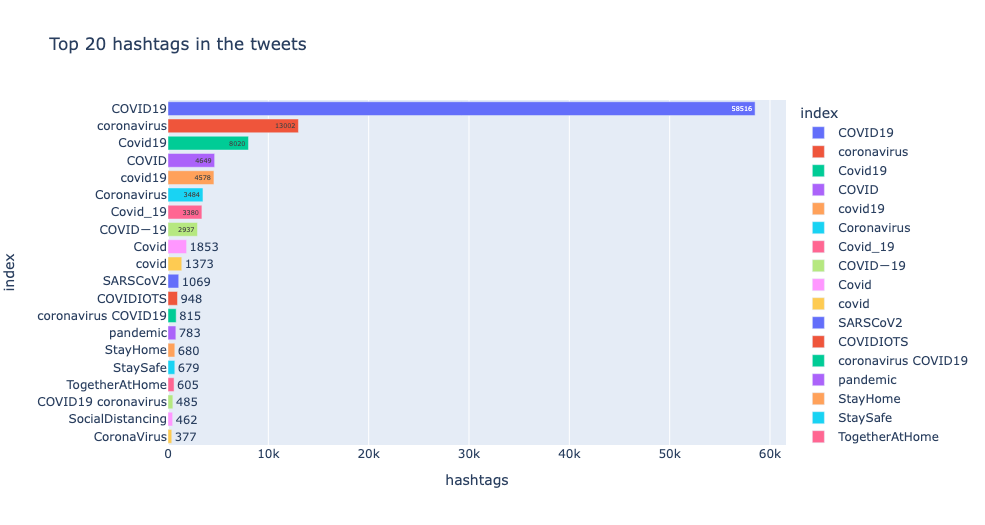 Top 20 hashtags in the tweets
COVID19 58516
coronavirus 13002
Covid19 8020
COVID 4648
covid19 4578
Coronavirus 3484
Covid_19 3380
COVID—19 2937
Covid 1853
covid 1373
SARSCoV2 1069
COVIDIOTS 948
coronavirus COVID19 815
pandemic 783
StayHome 680
StaySafe 679
TogetherAtHome 605
COVID19 coronavirus 485
SocialDistancing 462
CoronaVirus 377
0 10k 20k 30k 40k 50k 60k
hashtags
index
index
COVID19
coronavirus
Covid19
COVID
covid19
Coronavirus
Covid_19
COVID—19
Covid
covid
SARSCoV2
COVIDIOTS
coronavirus COVID19
pandemic
StayHome
StaySafe
TogetherAtHome